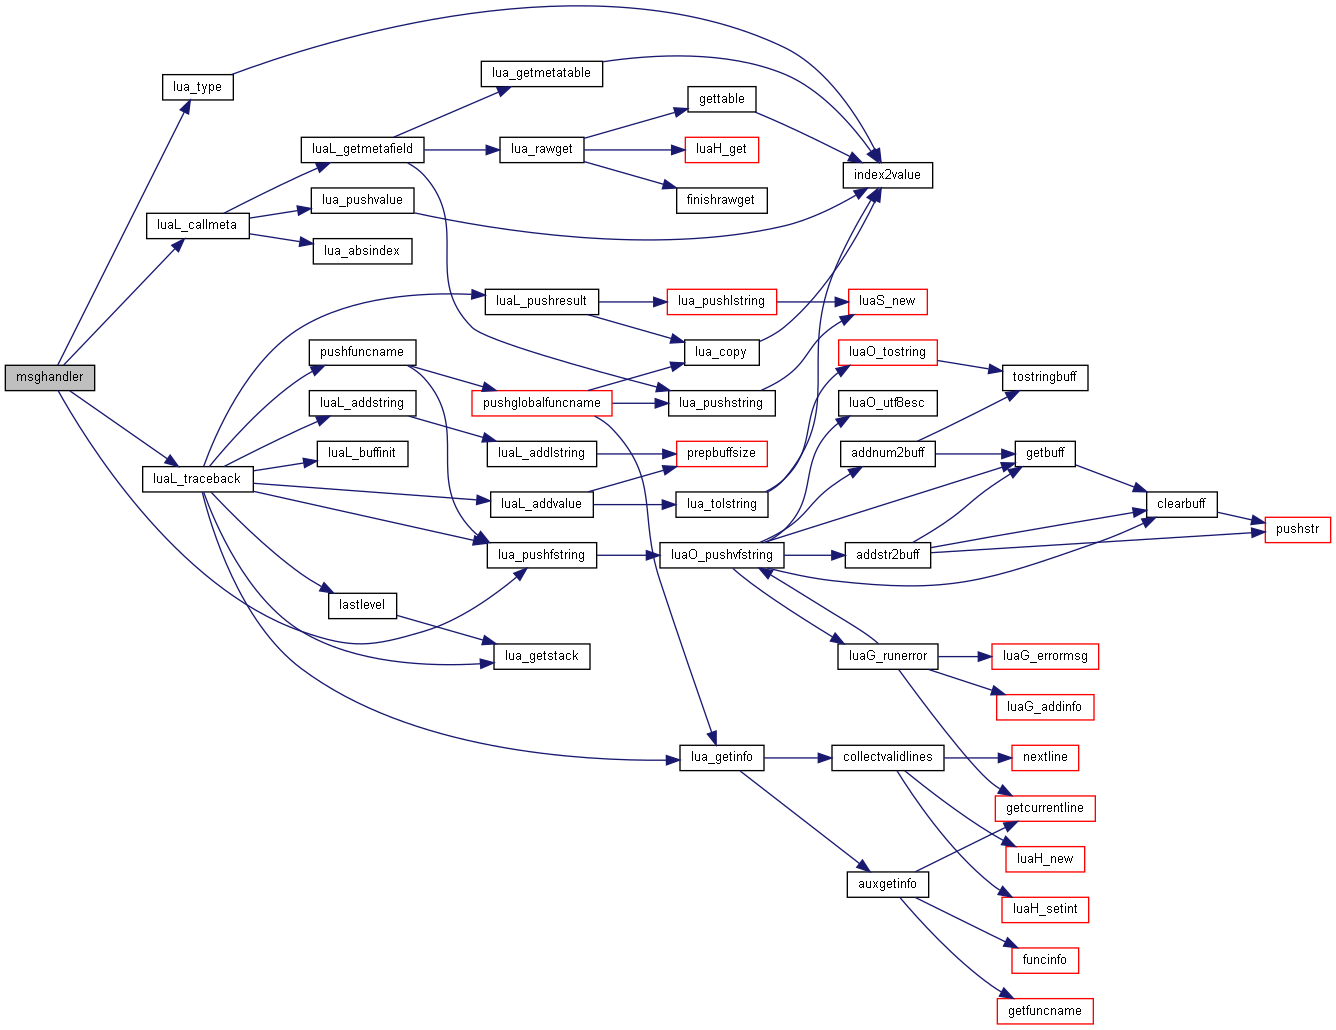 msghandler
lua_type
luaL_callmeta
luaL_traceback
luaL_getmetafield
lua_pushvalue
lua_absindex
pushfuncname
luaL_addstring
luaL_buffinit
lastlevel
lua_getmetatable
lua_rawget
luaL_pushresult
pushglobalfuncname
luaL_addlstring
luaL_addvalue
lua_pushfstring
lua_getstack
gettable
luaH_get
finishrawget
lua_pushlstring
lua_copy
lua_pushstring
prepbuffsize
lua_tolstring
luaO_pushvfstring
lua_getinfo
index2value
luaS_new
luaO_tostring
luaO_utf8esc
addnum2buff
addstr2buff
luaG_runerror
collectvalidlines
auxgetinfo
tostringbuff
getbuff
clearbuff
pushstr
luaG_errormsg
luaG_addinfo
nextline
getcurrentline
luaH_new
luaH_setint
funcinfo
getfuncname